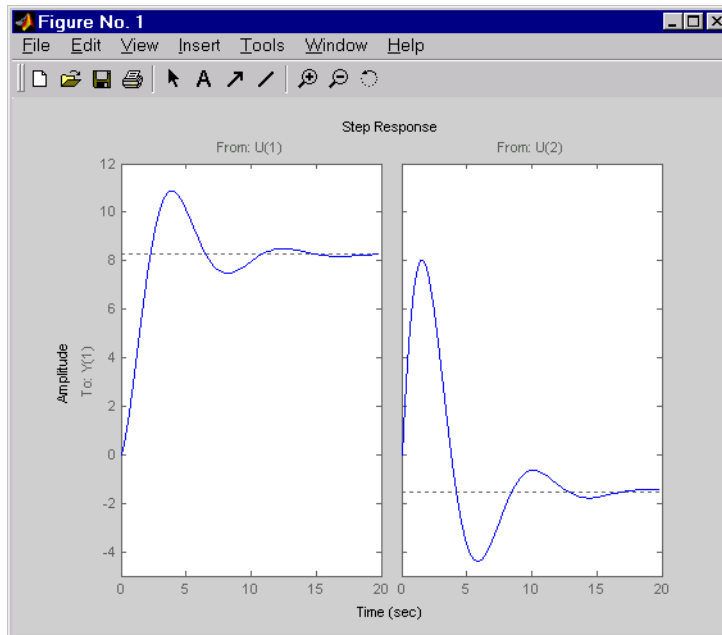 Figure No. 1
File Edit View Insert Tools Window Help
A
Step Response
From: U(1)
From: U(2)
12
10
8
6
4
2
0
-2
-4
Amplitude
To: Y(1)
0 5 10 15 20
0 5 10 15 20
Time (sec)